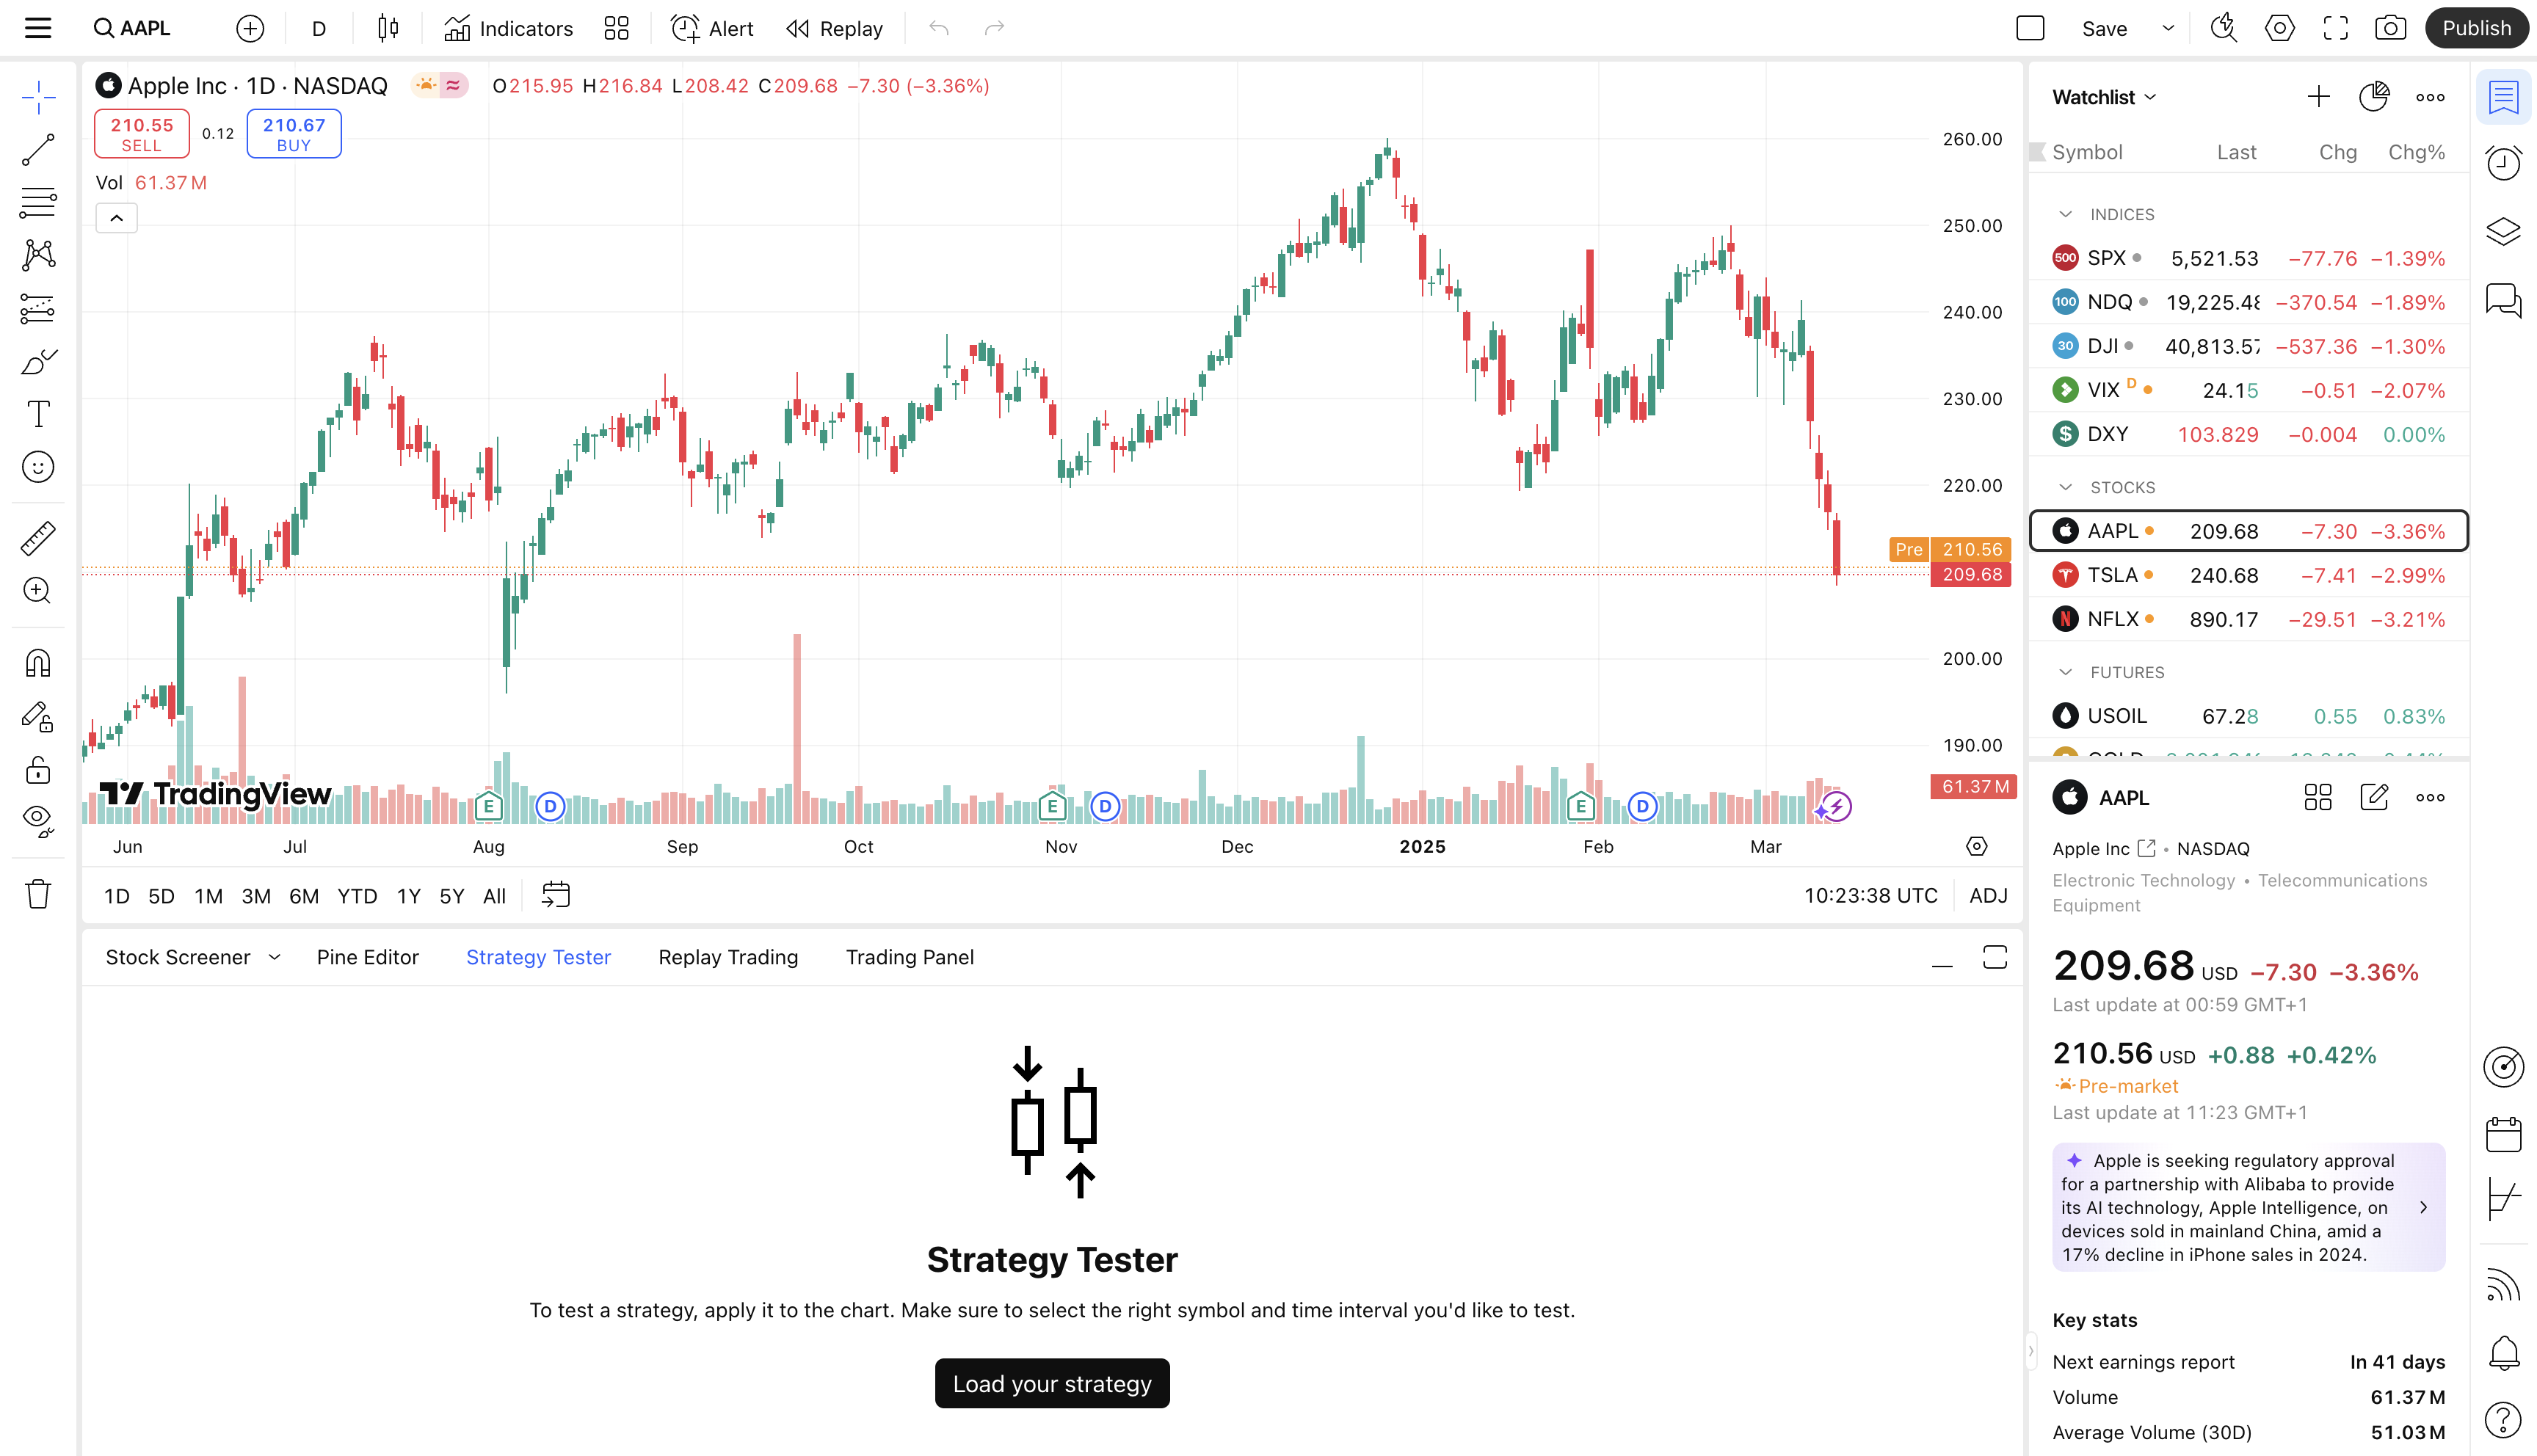 AAPL D Indicators Alert Replay Save Publish
Apple Inc · 1D · NASDAQ O215.95 H216.84 L208.42 C209.68 −7.30 (−3.36%)
210.55 SELL 0.12 210.67 BUY
Vol 61.37 M
260.00
250.00
240.00
230.00
220.00
Pre 210.56
209.68
200.00
190.00
61.37 M
TradingView
E D E D E D
Jun Jul Aug Sep Oct Nov Dec 2025 Feb Mar
1D 5D 1M 3M 6M YTD 1Y 5Y All 10:23:38 UTC ADJ
Stock Screener Pine Editor Strategy Tester Replay Trading Trading Panel
Strategy Tester
To test a strategy, apply it to the chart. Make sure to select the right symbol and time interval you'd like to test.
Load your strategy
Watchlist
Symbol Last Chg Chg%
INDICES
500 SPX 5,521.53 −77.76 −1.39%
100 NDQ 19,225.48 −370.54 −1.89%
30 DJI 40,813.57 −537.36 −1.30%
VIX D 24.15 −0.51 −2.07%
$ DXY 103.829 −0.004 0.00%
STOCKS
AAPL 209.68 −7.30 −3.36%
TSLA 240.68 −7.41 −2.99%
N NFLX 890.17 −29.51 −3.21%
FUTURES
USOIL 67.28 0.55 0.83%
AAPL
Apple Inc • NASDAQ
Electronic Technology • Telecommunications
Equipment
209.68 USD −7.30 −3.36%
Last update at 00:59 GMT+1
210.56 USD +0.88 +0.42%
Pre-market
Last update at 11:23 GMT+1
Apple is seeking regulatory approval
for a partnership with Alibaba to provide
its AI technology, Apple Intelligence, on
devices sold in mainland China, amid a
17% decline in iPhone sales in 2024.
Key stats
Next earnings report In 41 days
Volume 61.37 M
Average Volume (30D) 51.03 M